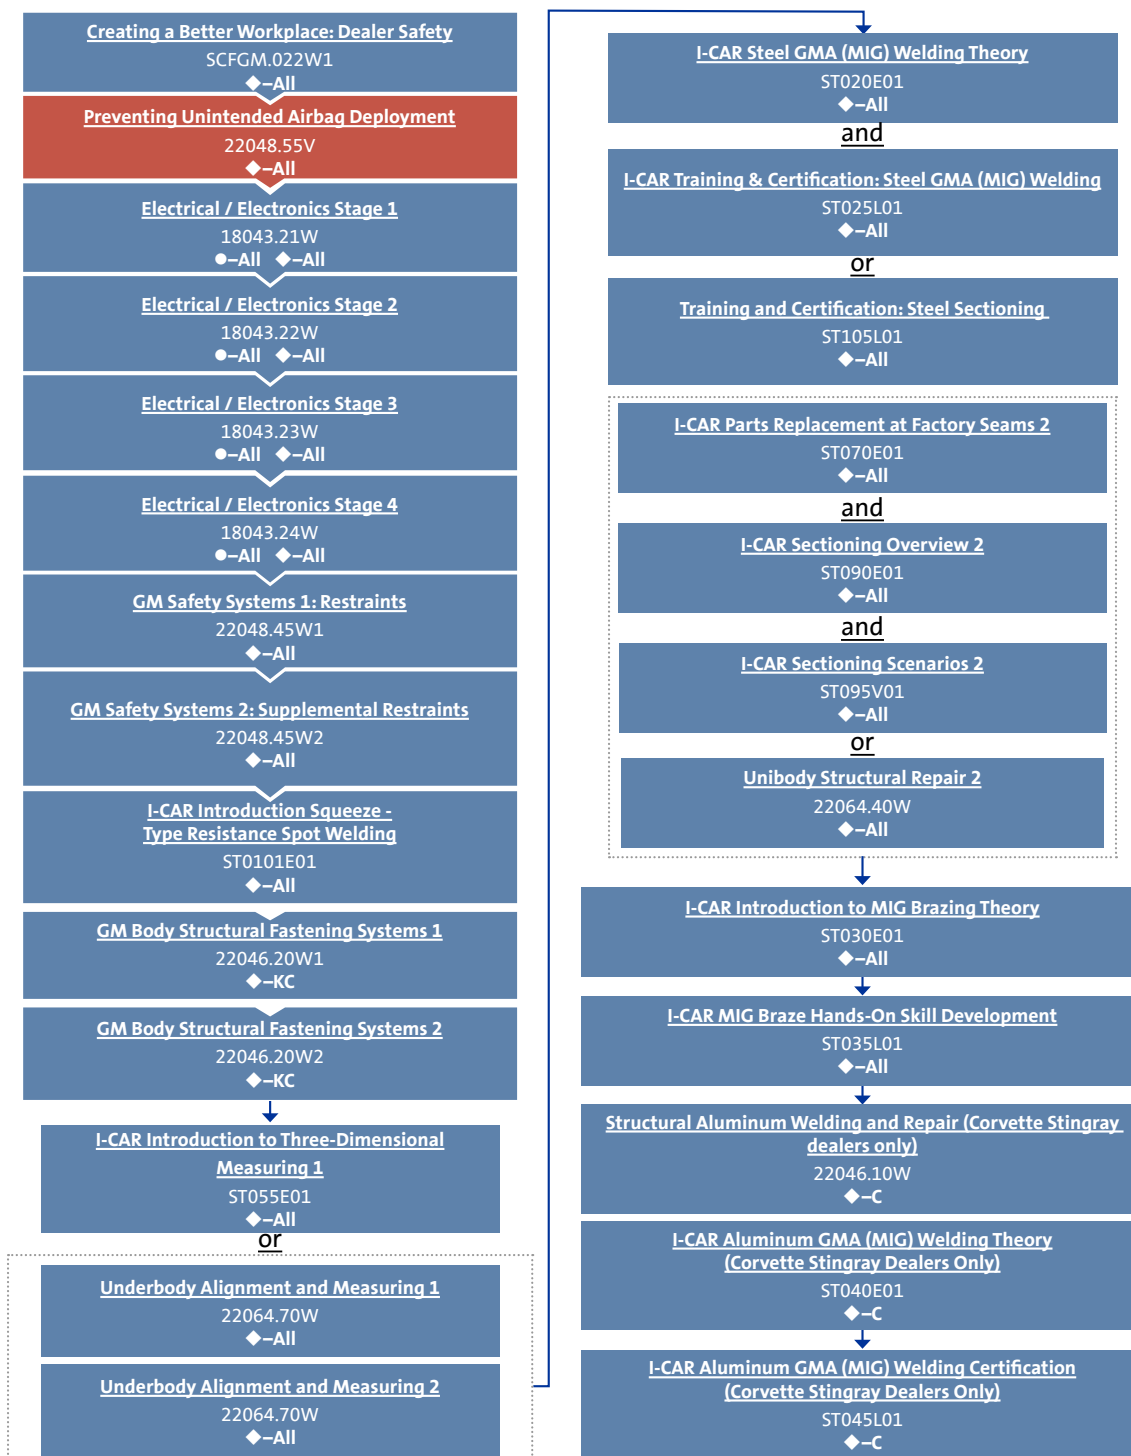 Creating a Better Workplace: Dealer Safety
SCFGM.022W1
◆–All
Preventing Unintended Airbag Deployment
22048.55V
◆–All
Electrical / Electronics Stage 1
18043.21W
●–All ◆–All
Electrical / Electronics Stage 2
18043.22W
●–All ◆–All
Electrical / Electronics Stage 3
18043.23W
●–All ◆–All
Electrical / Electronics Stage 4
18043.24W
●–All ◆–All
GM Safety Systems 1: Restraints
22048.45W1
◆–All
GM Safety Systems 2: Supplemental Restraints
22048.45W2
◆–All
I-CAR Introduction Squeeze -
Type Resistance Spot Welding
ST0101E01
◆–All
GM Body Structural Fastening Systems 1
22046.20W1
◆–KC
GM Body Structural Fastening Systems 2
22046.20W2
◆–KC
I-CAR Introduction to Three-Dimensional
Measuring 1
ST055E01
◆–All
or
Underbody Alignment and Measuring 1
22064.70W
◆–All
Underbody Alignment and Measuring 2
22064.70W
◆–All
I-CAR Steel GMA (MIG) Welding Theory
ST020E01
◆–All
and
I-CAR Training & Certification: Steel GMA (MIG) Welding
ST025L01
◆–All
or
Training and Certification: Steel Sectioning
ST105L01
◆–All
I-CAR Parts Replacement at Factory Seams 2
ST070E01
◆–All
and
I-CAR Sectioning Overview 2
ST090E01
◆–All
and
I-CAR Sectioning Scenarios 2
ST095V01
◆–All
or
Unibody Structural Repair 2
22064.40W
◆–All
I-CAR Introduction to MIG Brazing Theory
ST030E01
◆–All
I-CAR MIG Braze Hands-On Skill Development
ST035L01
◆–All
Structural Aluminum Welding and Repair (Corvette Stingray
dealers only)
22046.10W
◆–C
I-CAR Aluminum GMA (MIG) Welding Theory
(Corvette Stingray Dealers Only)
ST040E01
◆–C
I-CAR Aluminum GMA (MIG) Welding Certification
(Corvette Stingray Dealers Only)
ST045L01
◆–C